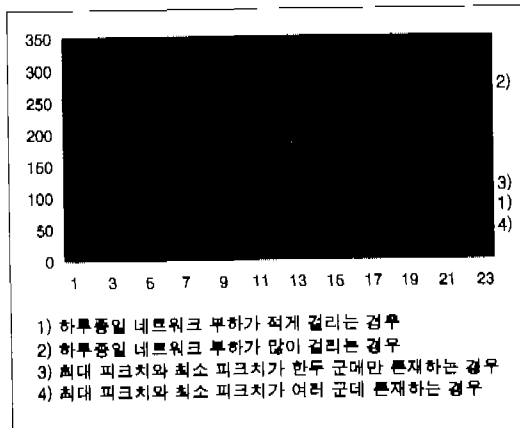 350
300
250
200
150
100
50
0
2)
3)
1)
4)
1 3 5 7 9 11 13 15 17 19 21 23
1) 하루종일 네트워크 부하가 적게 걸리는 경우
2) 하루종일 네트워크 부하가 많이 걸리는 경우
3) 최대 피크치와 최소 피크치가 한두 군데만 존재하는 경우
4) 최대 피크치와 최소 피크치가 여러 군데 존재하는 경우